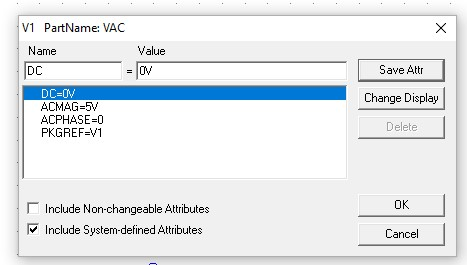 V1 PartName: VAC
Name Value
DC = 0V
Save Attr
DC=0V
ACMAG=5V
ACPHASE=0
PKGREF=V1
Change Display
Delete
Include Non-changeable Attributes
Include System-defined Attributes
OK
Cancel